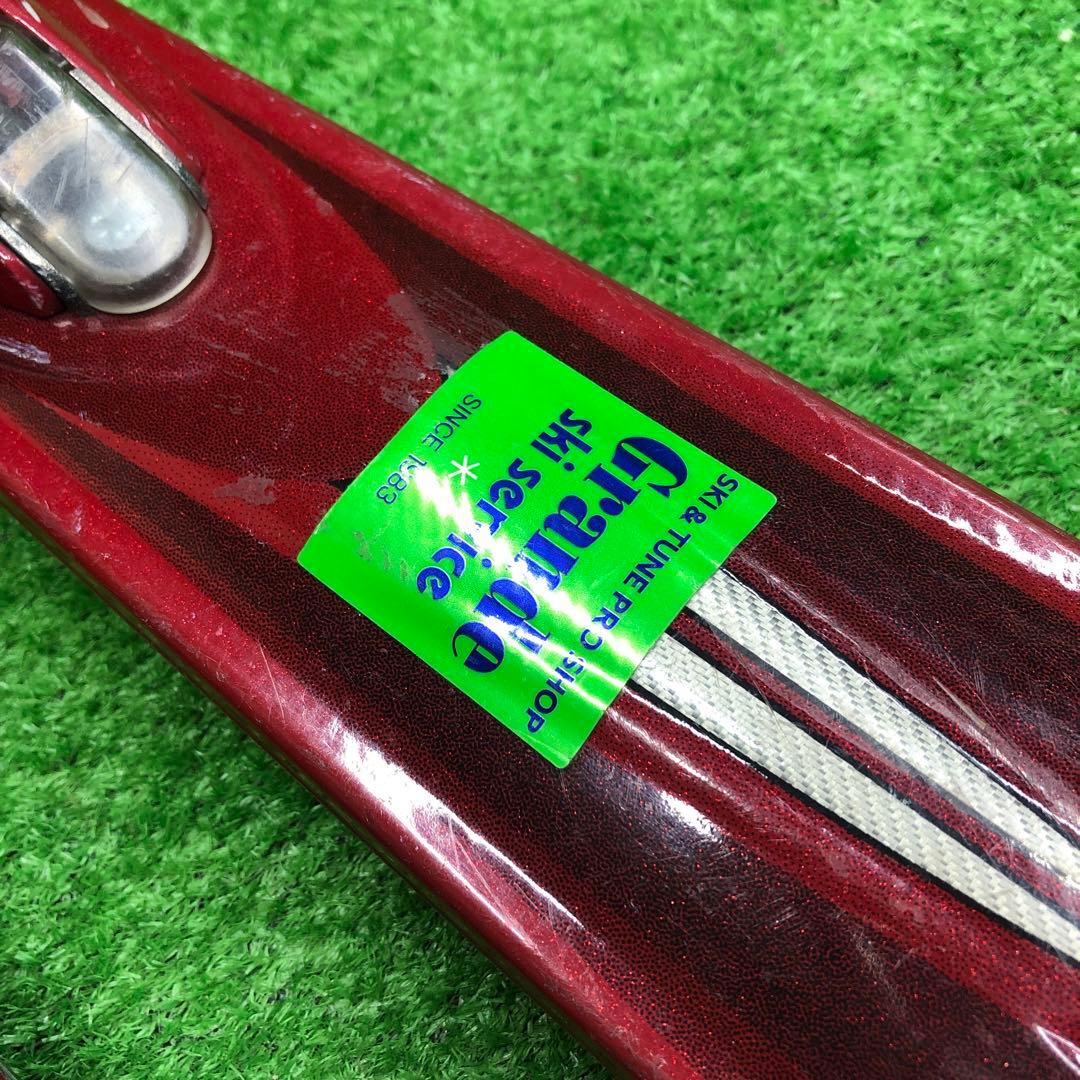 SKI & TUNE PRO.SHOP
Grande
ski service
SINCE 1983